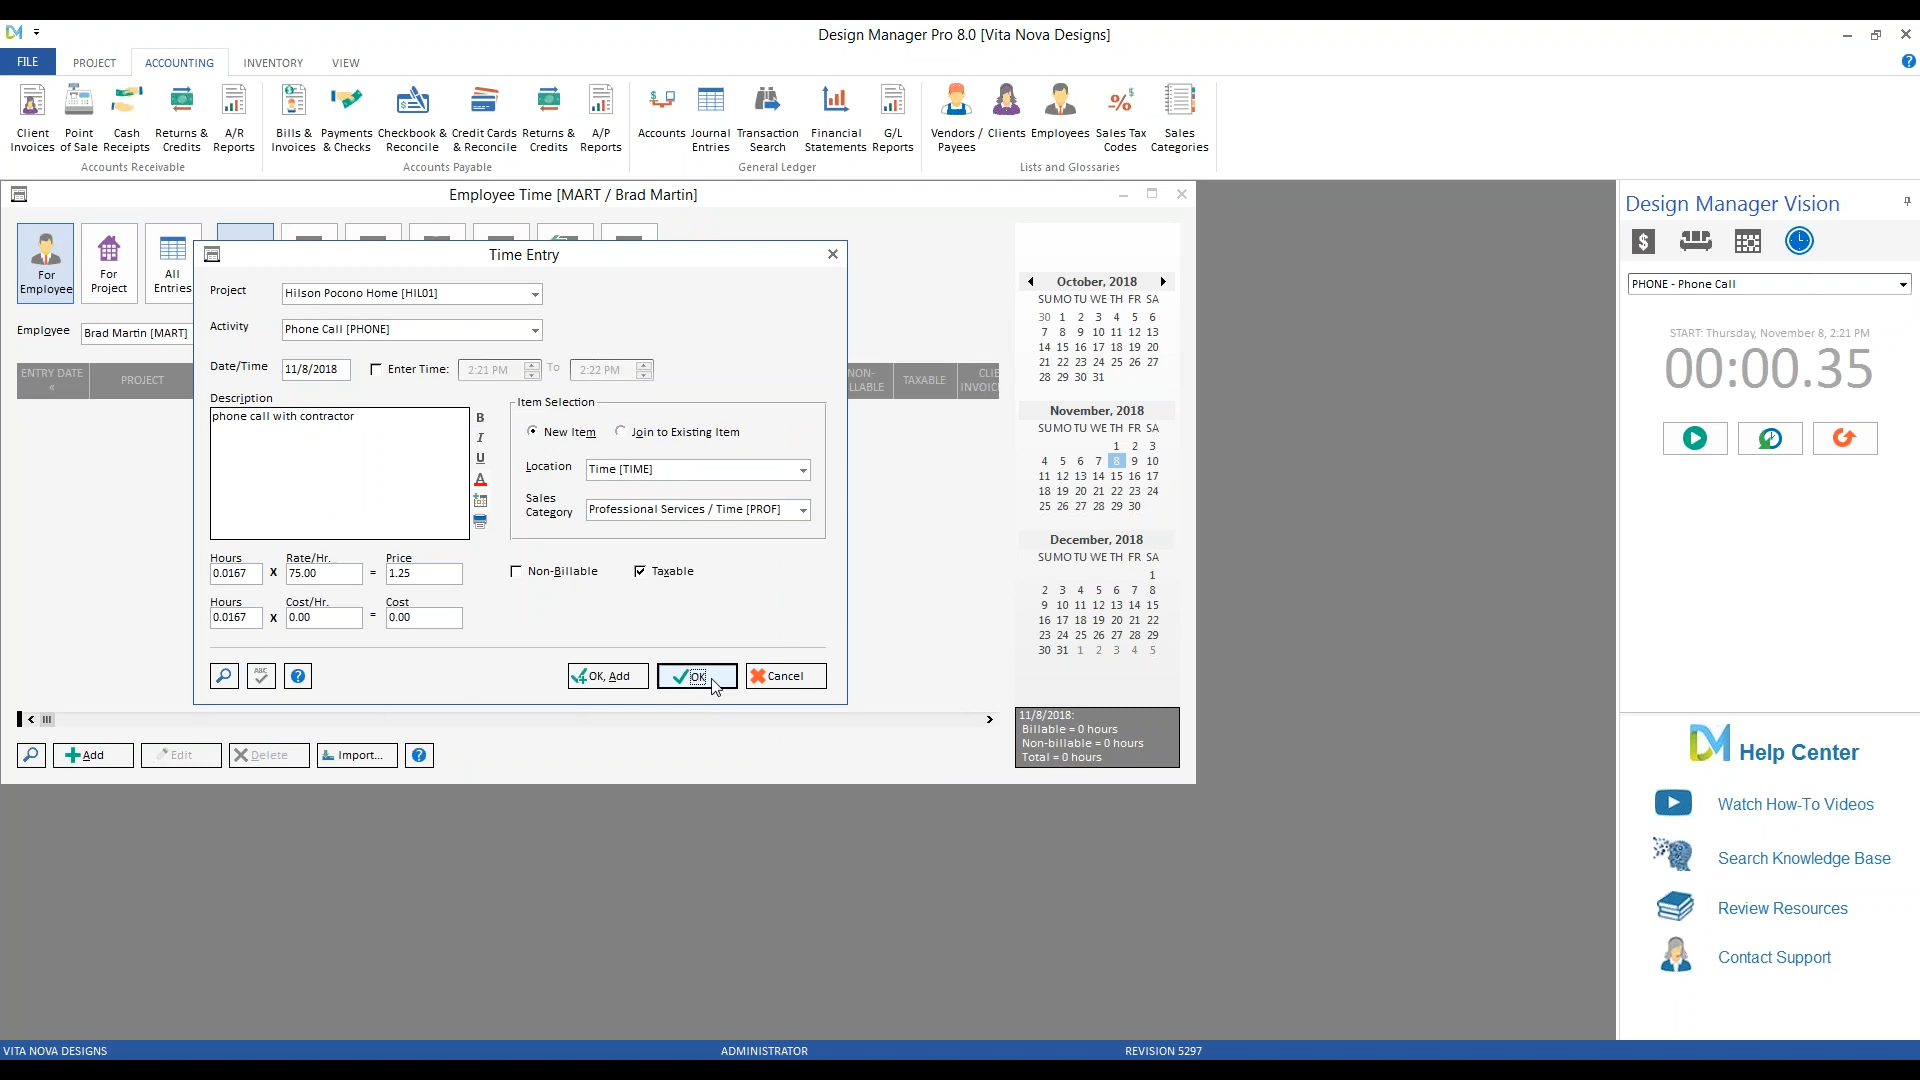 Design Manager Pro 8.0 [Vita Nova Designs]
FILE
PROJECT
ACCOUNTING
INVENTORY
VIEW
Client Invoices
Point of Sale
Cash Receipts
Returns & Credits
A/R Reports
Accounts Receivable
Bills & Invoices
Payments & Checks
Checkbook & Reconcile
Credit Cards & Reconcile
Returns & Credits
A/P Reports
Accounts Payable
Accounts
Journal Entries
Transaction Search
Financial Statements
G/L Reports
General Ledger
Vendors / Payees
Clients
Employees
Sales Tax Codes
Sales Categories
Lists and Glossaries
Employee Time [MART / Brad Martin]
For Employee
For Project
All Entries
Employee
Brad Martin [MART]
ENTRY DATE
PROJECT
TAXABLE
Time Entry
Project
Hilson Pocono Home [HIL01]
Activity
Phone Call [PHONE]
Date/Time
11/8/2018
Enter Time:
2:21 PM
To
2:22 PM
Description
phone call with contractor
B
I
U
A
Item Selection
New Item
Join to Existing Item
Location
Time [TIME]
Sales Category
Professional Services / Time [PROF]
Hours
Rate/Hr.
Price
0.0167 X 75.00 = 1.25
Non-Billable
Taxable
Hours
Cost/Hr.
Cost
0.0167 X 0.00 = 0.00
ABC
OK, Add
OK
Cancel
Add
Edit
Delete
Import...
October, 2018
SU MO TU WE TH FR SA
30 1 2 3 4 5 6
7 8 9 10 11 12 13
14 15 16 17 18 19 20
21 22 23 24 25 26 27
28 29 30 31
November, 2018
SU MO TU WE TH FR SA
1 2 3
4 5 6 7 8 9 10
11 12 13 14 15 16 17
18 19 20 21 22 23 24
25 26 27 28 29 30
December, 2018
SU MO TU WE TH FR SA
1
2 3 4 5 6 7 8
9 10 11 12 13 14 15
16 17 18 19 20 21 22
23 24 25 26 27 28 29
30 31 1 2 3 4 5
11/8/2018:
Billable = 0 hours
Non-billable = 0 hours
Total = 0 hours
Design Manager Vision
PHONE - Phone Call
START: Thursday, November 8, 2:21 PM
00:00.35
DM Help Center
Watch How-To Videos
Search Knowledge Base
Review Resources
Contact Support
VITA NOVA DESIGNS
ADMINISTRATOR
REVISION 5297